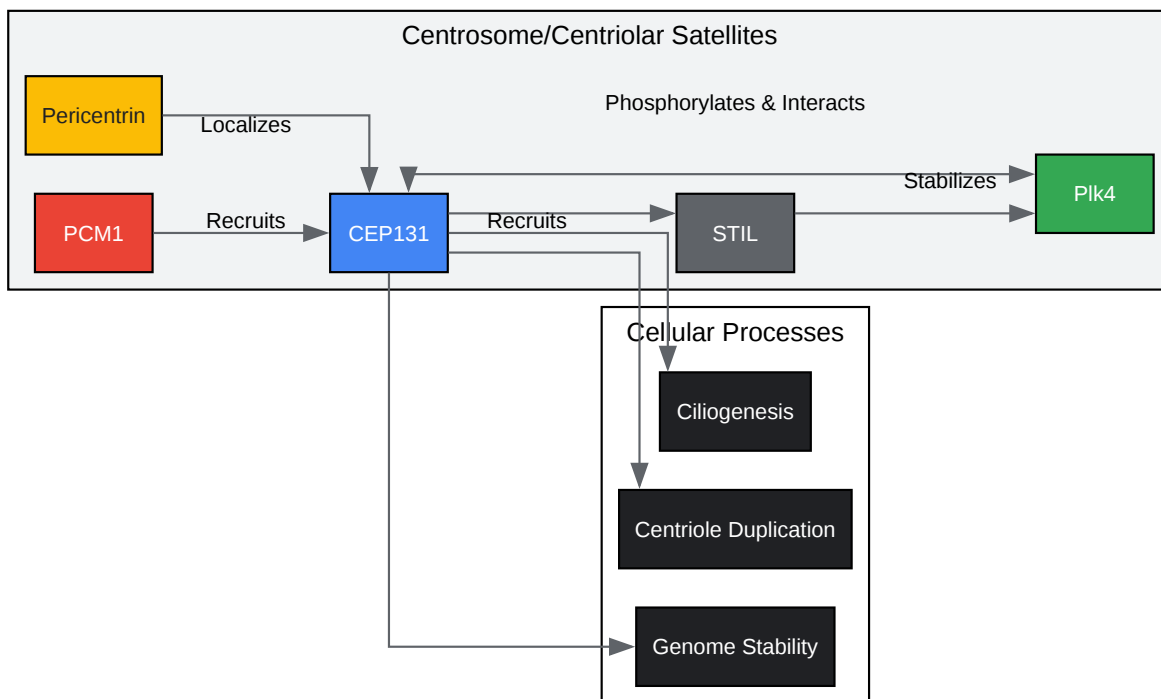 Centrosome/Centriolar Satellites
Pericentrin
Phosphorylates & Interacts
Localizes
Stabilizes
PCM1
Recruits
CEP131
Recruits
STIL
Plk4
Cellular Processes
Ciliogenesis
Centriole Duplication
Genome Stability